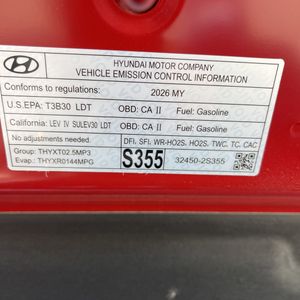 HYUNDAI MOTOR COMPANY
VEHICLE EMISSION CONTROL INFORMATION
Conforms to regulations: 2026 MY
U.S.EPA: T3B30 LDT OBD: CA II Fuel: Gasoline
California: LEV IV SULEV30 LDT OBD: CA II Fuel: Gasoline
No adjustments needed. DFI, SFI, WR-HO2S, HO2S, TWC, TC, CAC
Group: THYXT02.5MP3 S355 32450-2S355
Evap.: THYXR0144MPG